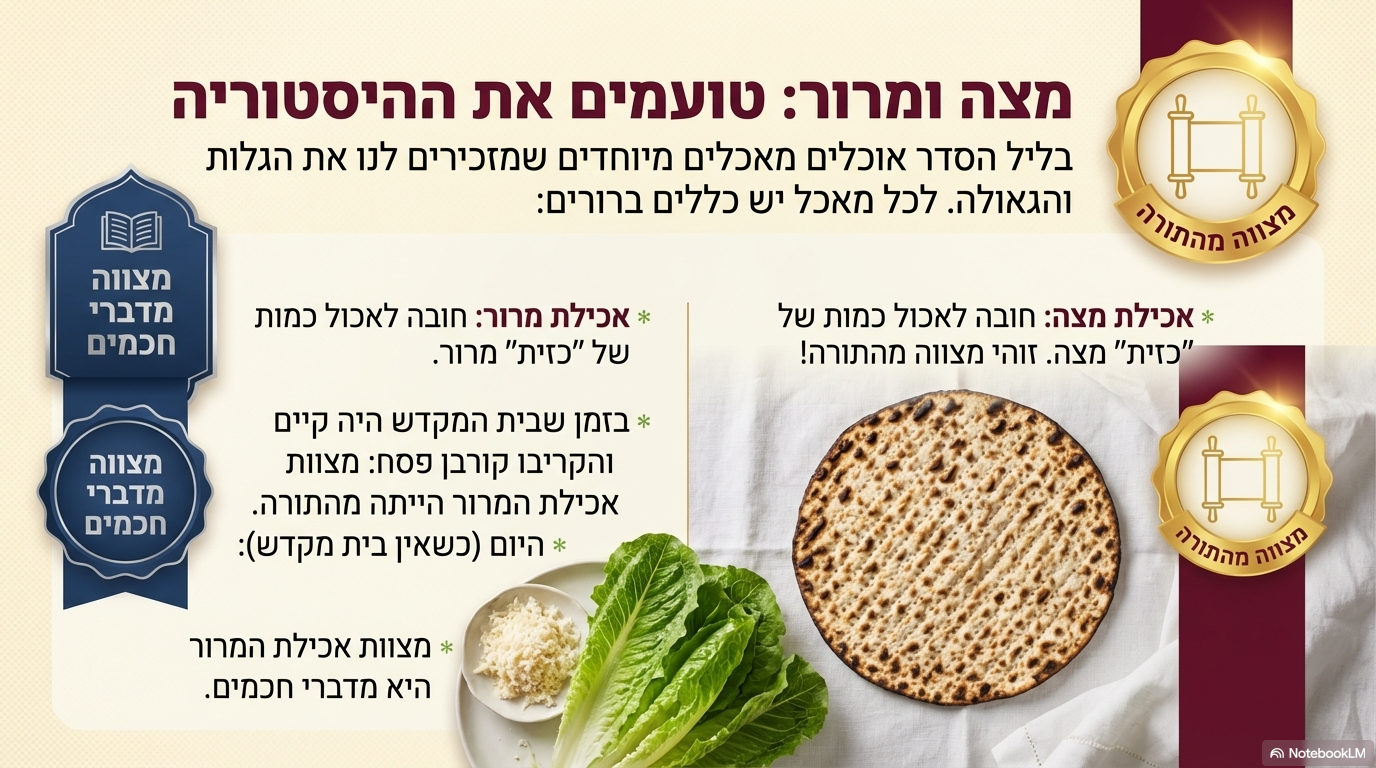 מצה ומרור: טועמים את ההיסטוריה
בליל הסדר אוכלים מאכלים מיוחדים שמזכירים לנו את הגלות
והגאולה. לכל מאכל יש כללים ברורים:
מצווה מהתורה
* אכילת מצה: חובה לאכול כמות של
"כזית" מצה. זוהי מצווה מהתורה!
מצווה מהתורה
* אכילת מרור: חובה לאכול כמות
של "כזית" מרור.
* בזמן שבית המקדש היה קיים
והקריבו קורבן פסח: מצוות
אכילת המרור הייתה מהתורה.
* היום (כשאין בית מקדש):
* מצוות אכילת המרור
היא מדברי חכמים.
מצווה
מדברי
חכמים
מצווה
מדברי
חכמים
NotebookLM